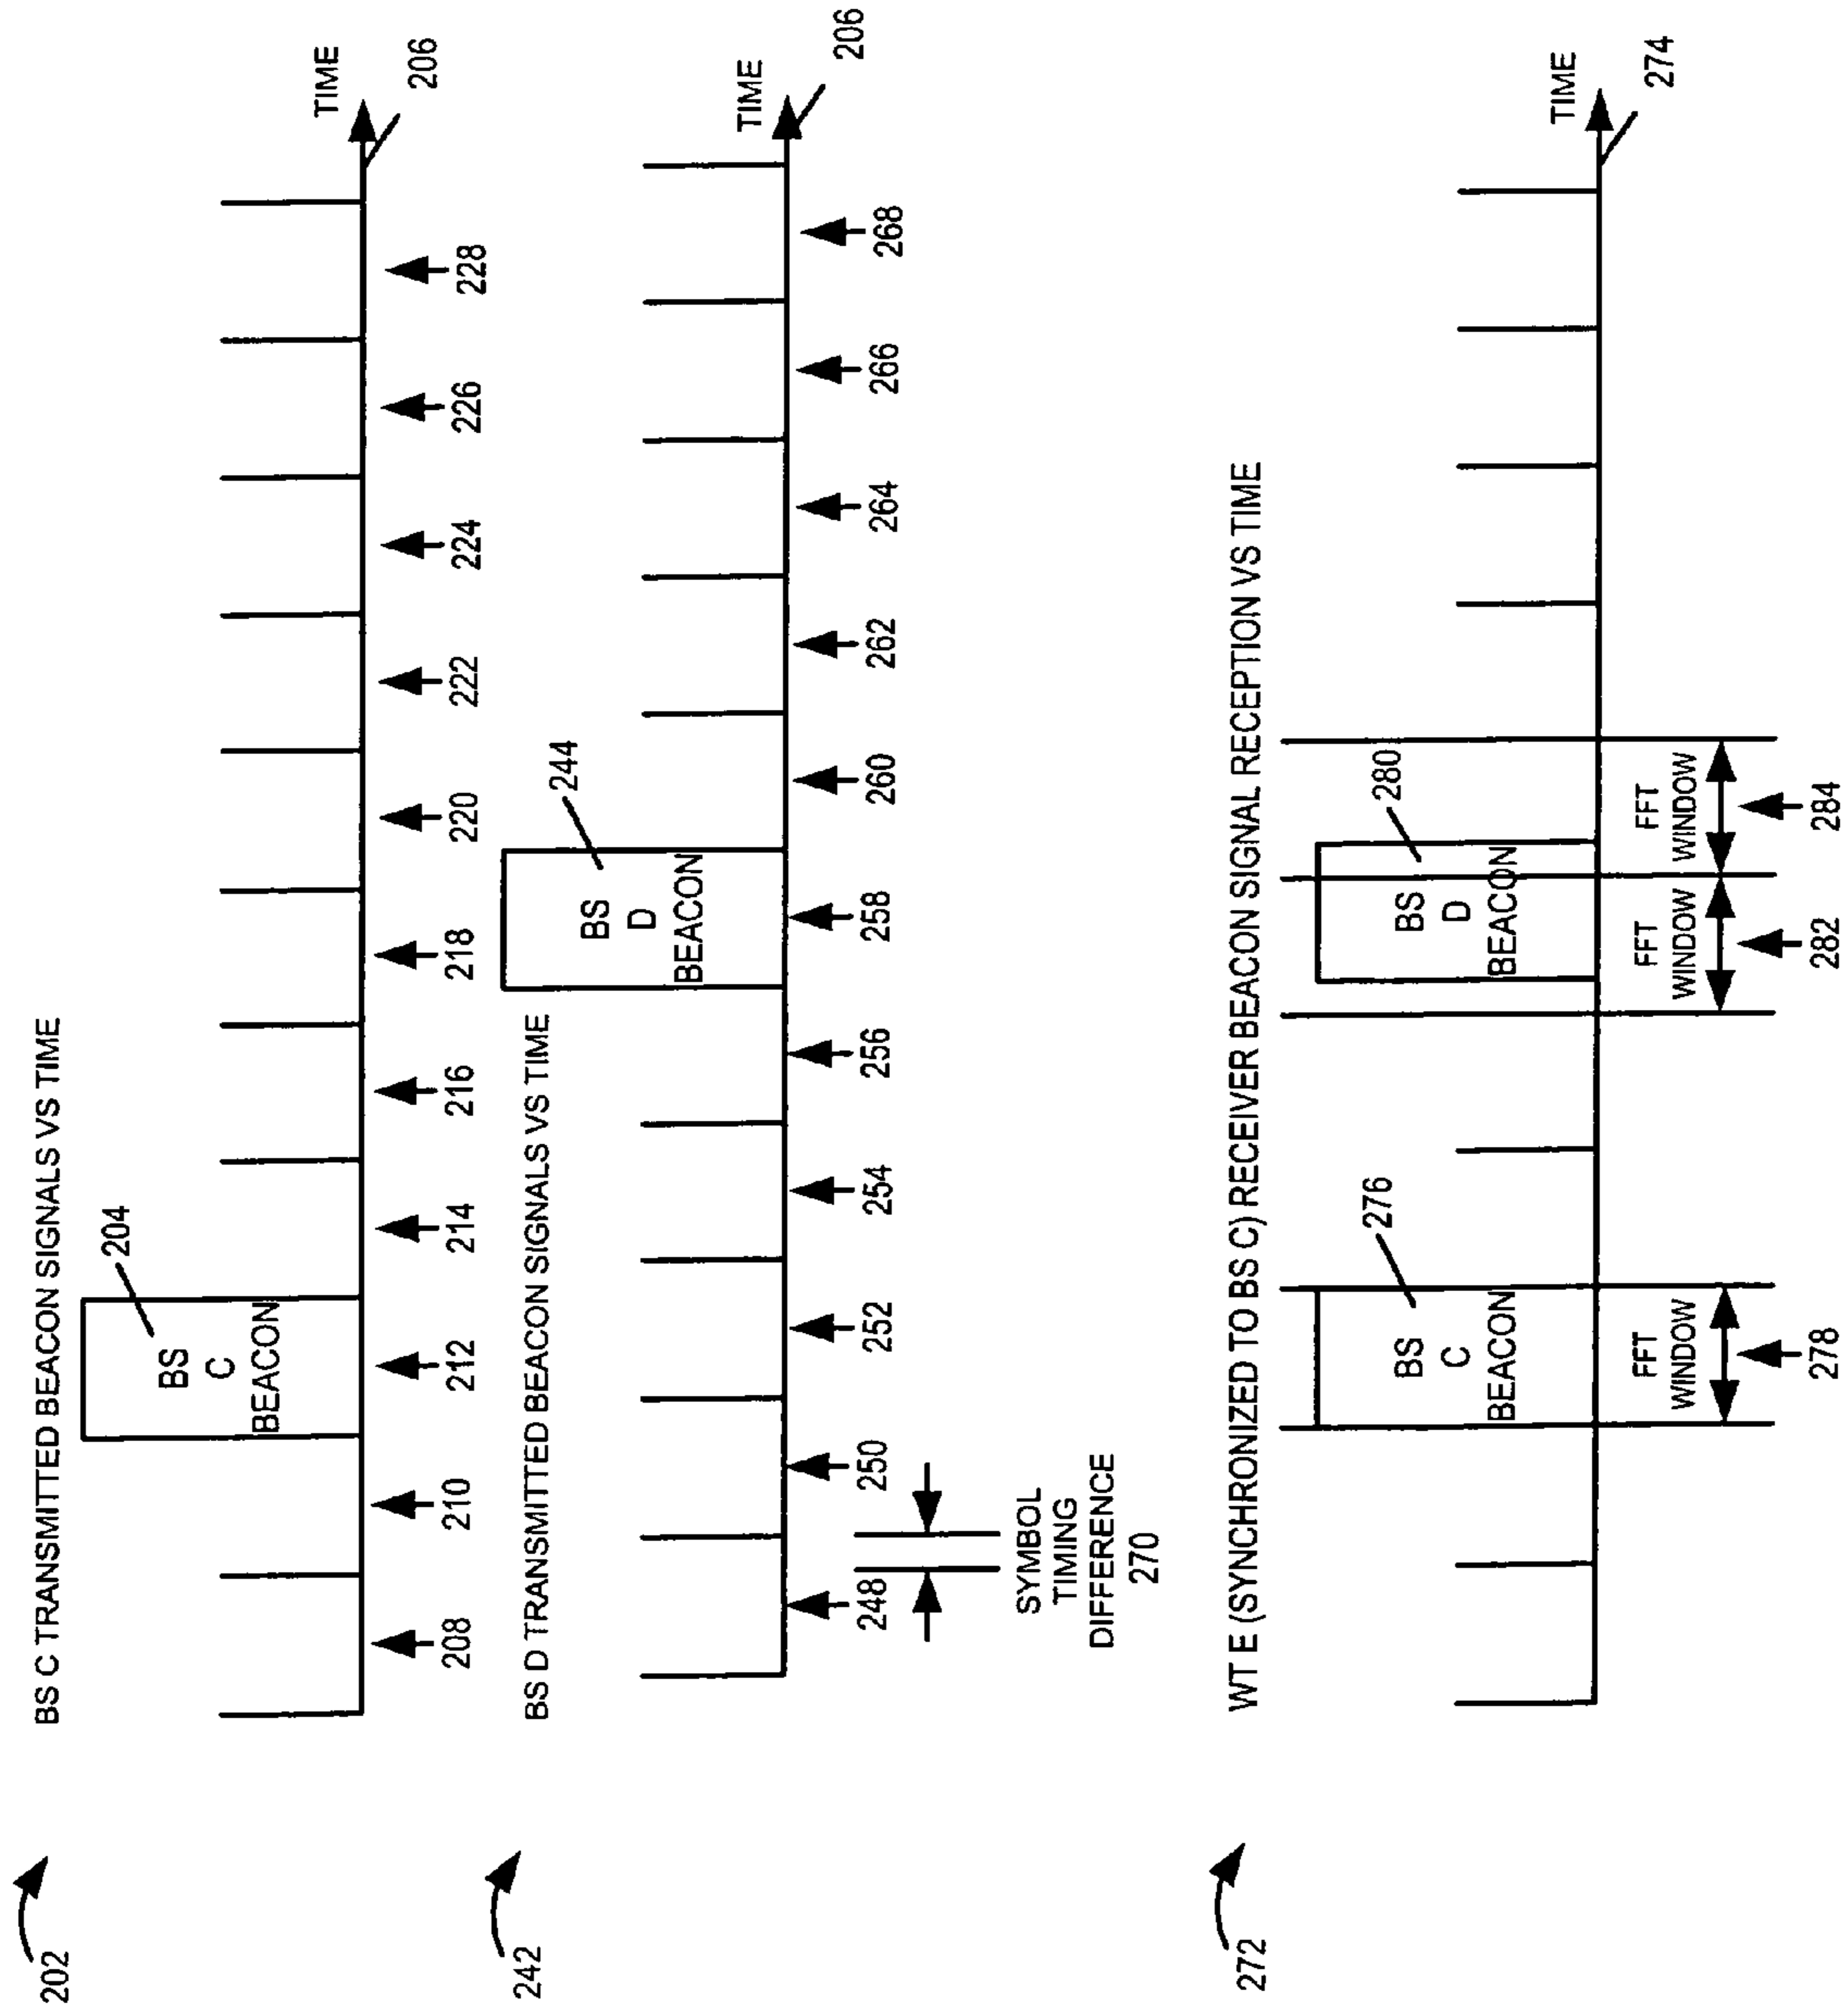 202
BS C TRANSMITTED BEACON SIGNALS VS TIME
BS
C
BEACON
204
TIME
206
208
210
212
214
216
218
220
222
224
226
228
242
BS D TRANSMITTED BEACON SIGNALS VS TIME
BS
D
BEACON
244
TIME
206
248
250
252
254
256
258
260
262
264
266
268
SYMBOL
TIMING
DIFFERENCE
270
272
WT E (SYNCHRONIZED TO BS C) RECEIVER BEACON SIGNAL RECEPTION VS TIME
BS
C
BEACON
276
BS
D
BEACON
280
TIME
274
FFT
WINDOW
278
FFT
WINDOW
282
FFT
WINDOW
284